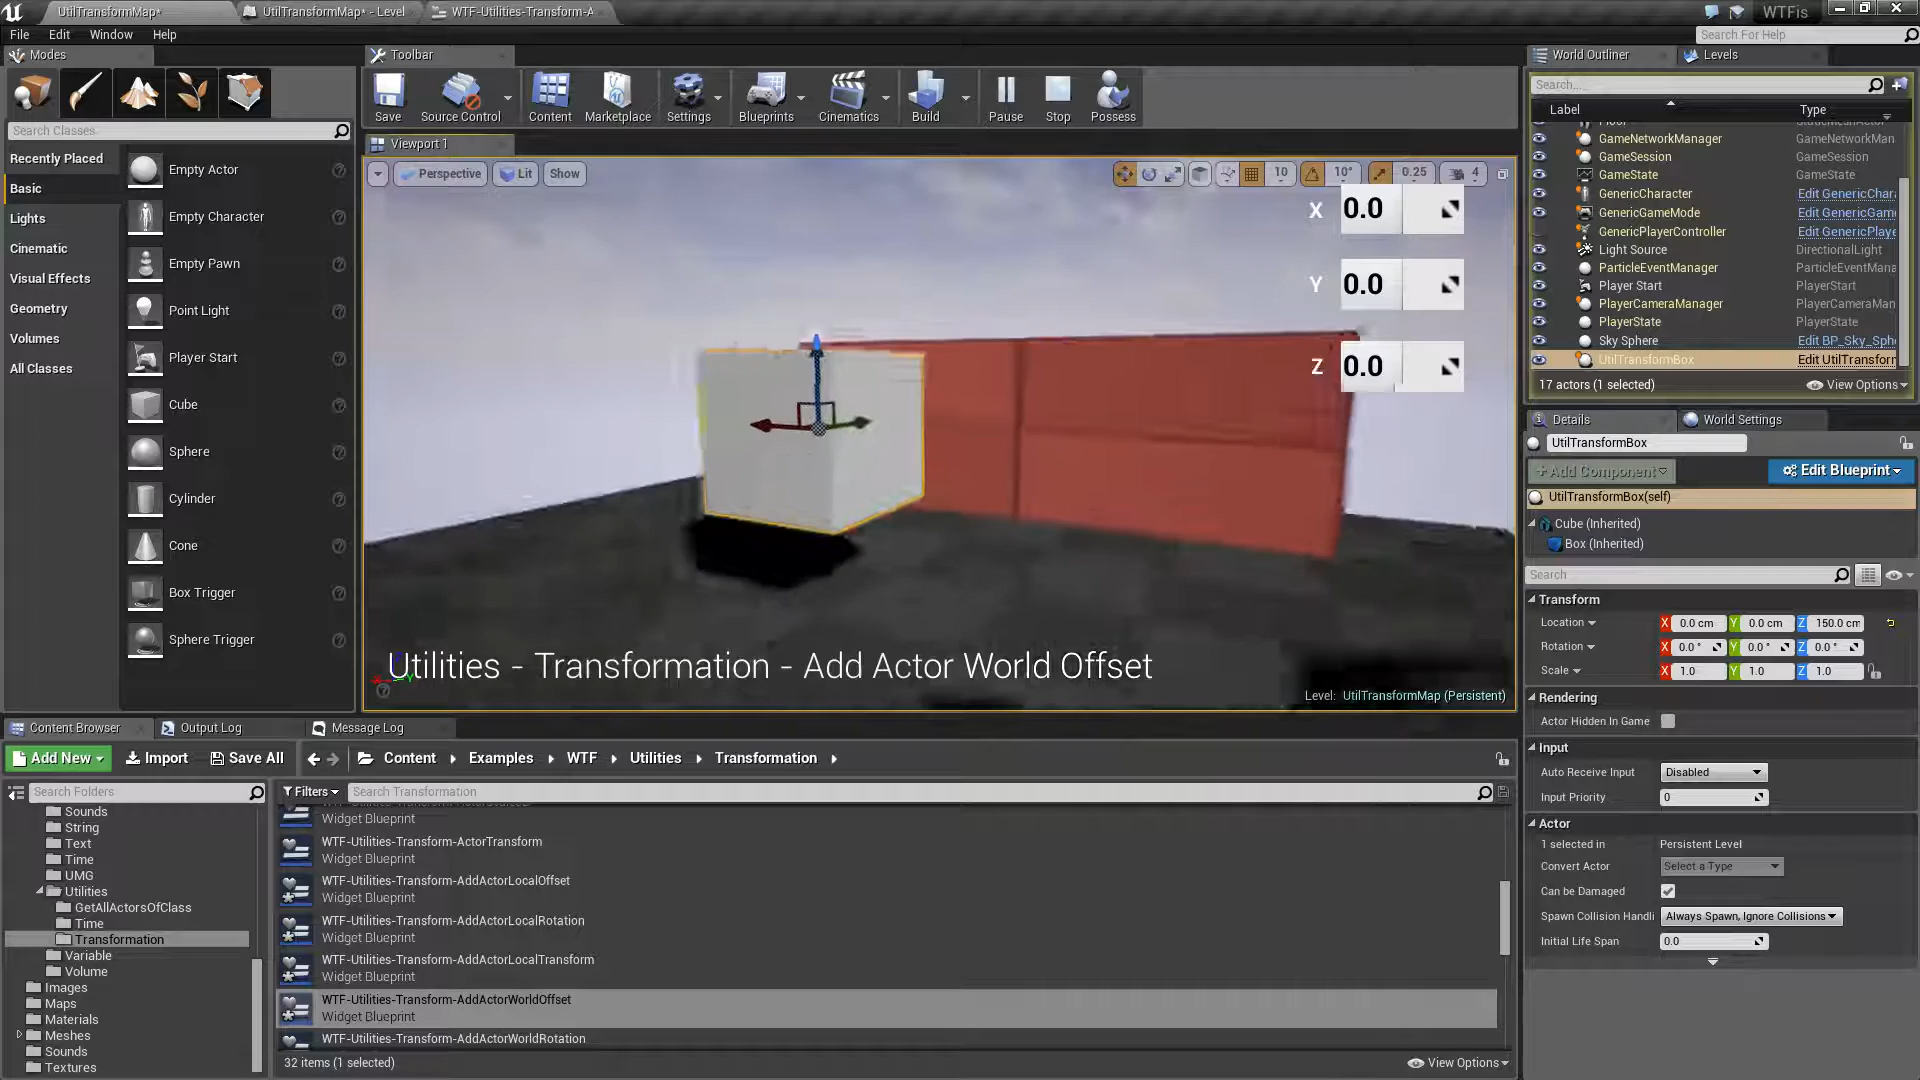 UtilTransformMap*
UtilTransformMap* - Level
WTF-Utilities-Transform-A
WTFis
File
Edit
Window
Help
Search For Help
Modes
Toolbar
World Outliner
Levels
Save
Source Control
Content
Marketplace
Settings
Blueprints
Cinematics
Build
Pause
Stop
Possess
Search...
Label
Type
Search Classes
Viewport 1
Recently Placed
Basic
Lights
Cinematic
Visual Effects
Geometry
Volumes
All Classes
Empty Actor
Empty Character
Empty Pawn
Point Light
Player Start
Cube
Sphere
Cylinder
Cone
Box Trigger
Sphere Trigger
Perspective
Lit
Show
10
10°
0.25
4
X 0.0
Y 0.0
Z 0.0
Utilities - Transformation - Add Actor World Offset
Level: UtilTransformMap (Persistent)
GameNetworkManager GameNetworkMan
GameSession GameSession
GameState GameState
GenericCharacter Edit GenericChar
GenericGameMode Edit GenericGam
GenericPlayerController Edit GenericPlaye
Light Source DirectionalLight
ParticleEventManager ParticleEventMana
Player Start PlayerStart
PlayerCameraManager PlayerCameraMan
PlayerState PlayerState
Sky Sphere Edit BP_Sky_Sph
UtilTransformBox Edit UtilTransforn
17 actors (1 selected)
View Options
Details
World Settings
UtilTransformBox
+ Add Component
Edit Blueprint
UtilTransformBox(self)
Cube (Inherited)
Box (Inherited)
Search
Transform
Location X 0.0 cm Y 0.0 cm Z 150.0 cm
Rotation X 0.0 ° Y 0.0 ° Z 0.0 °
Scale X 1.0 Y 1.0 Z 1.0
Rendering
Actor Hidden In Game
Input
Auto Receive Input Disabled
Input Priority 0
Actor
1 selected in Persistent Level
Convert Actor Select a Type
Can be Damaged
Spawn Collision Handli Always Spawn, Ignore Collisions
Initial Life Span 0.0
Content Browser
Output Log
Message Log
Add New
Import
Save All
Content
Examples
WTF
Utilities
Transformation
Search Folders
Filters
Search Transformation
Sounds
String
Text
Time
UMG
Utilities
GetAllActorsOfClass
Time
Transformation
Variable
Volume
Images
Maps
Materials
Meshes
Sounds
Textures
Widget Blueprint
WTF-Utilities-Transform-ActorTransform
Widget Blueprint
WTF-Utilities-Transform-AddActorLocalOffset
Widget Blueprint
WTF-Utilities-Transform-AddActorLocalRotation
Widget Blueprint
WTF-Utilities-Transform-AddActorLocalTransform
Widget Blueprint
WTF-Utilities-Transform-AddActorWorldOffset
Widget Blueprint
WTF-Utilities-Transform-AddActorWorldRotation
32 items (1 selected)
View Options